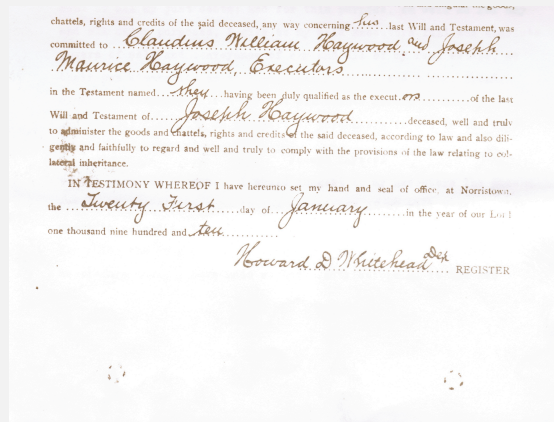 chattels, rights and credits of the said deceased, any way concerning his last Will and Testament, was
committed to Claudius William Haywood and Joseph
Maurice Haywood, Executors
in the Testament named they having been duly qualified as the execut.ors of the last
Will and Testament of Joseph Haywood deceased, well and truly
to administer the goods and chattels, rights and credits of the said deceased, according to law and also dili-
gently and faithfully to regard and well and truly to comply with the provisions of the law relating to col-
lateral inheritance.
IN TESTIMONY WHEREOF I have hereunto set my hand and seal of office, at Norristown,
the Twenty First day of January in the year of our Lord
one thousand nine hundred and ten
Howard D Whitehead Dep REGISTER